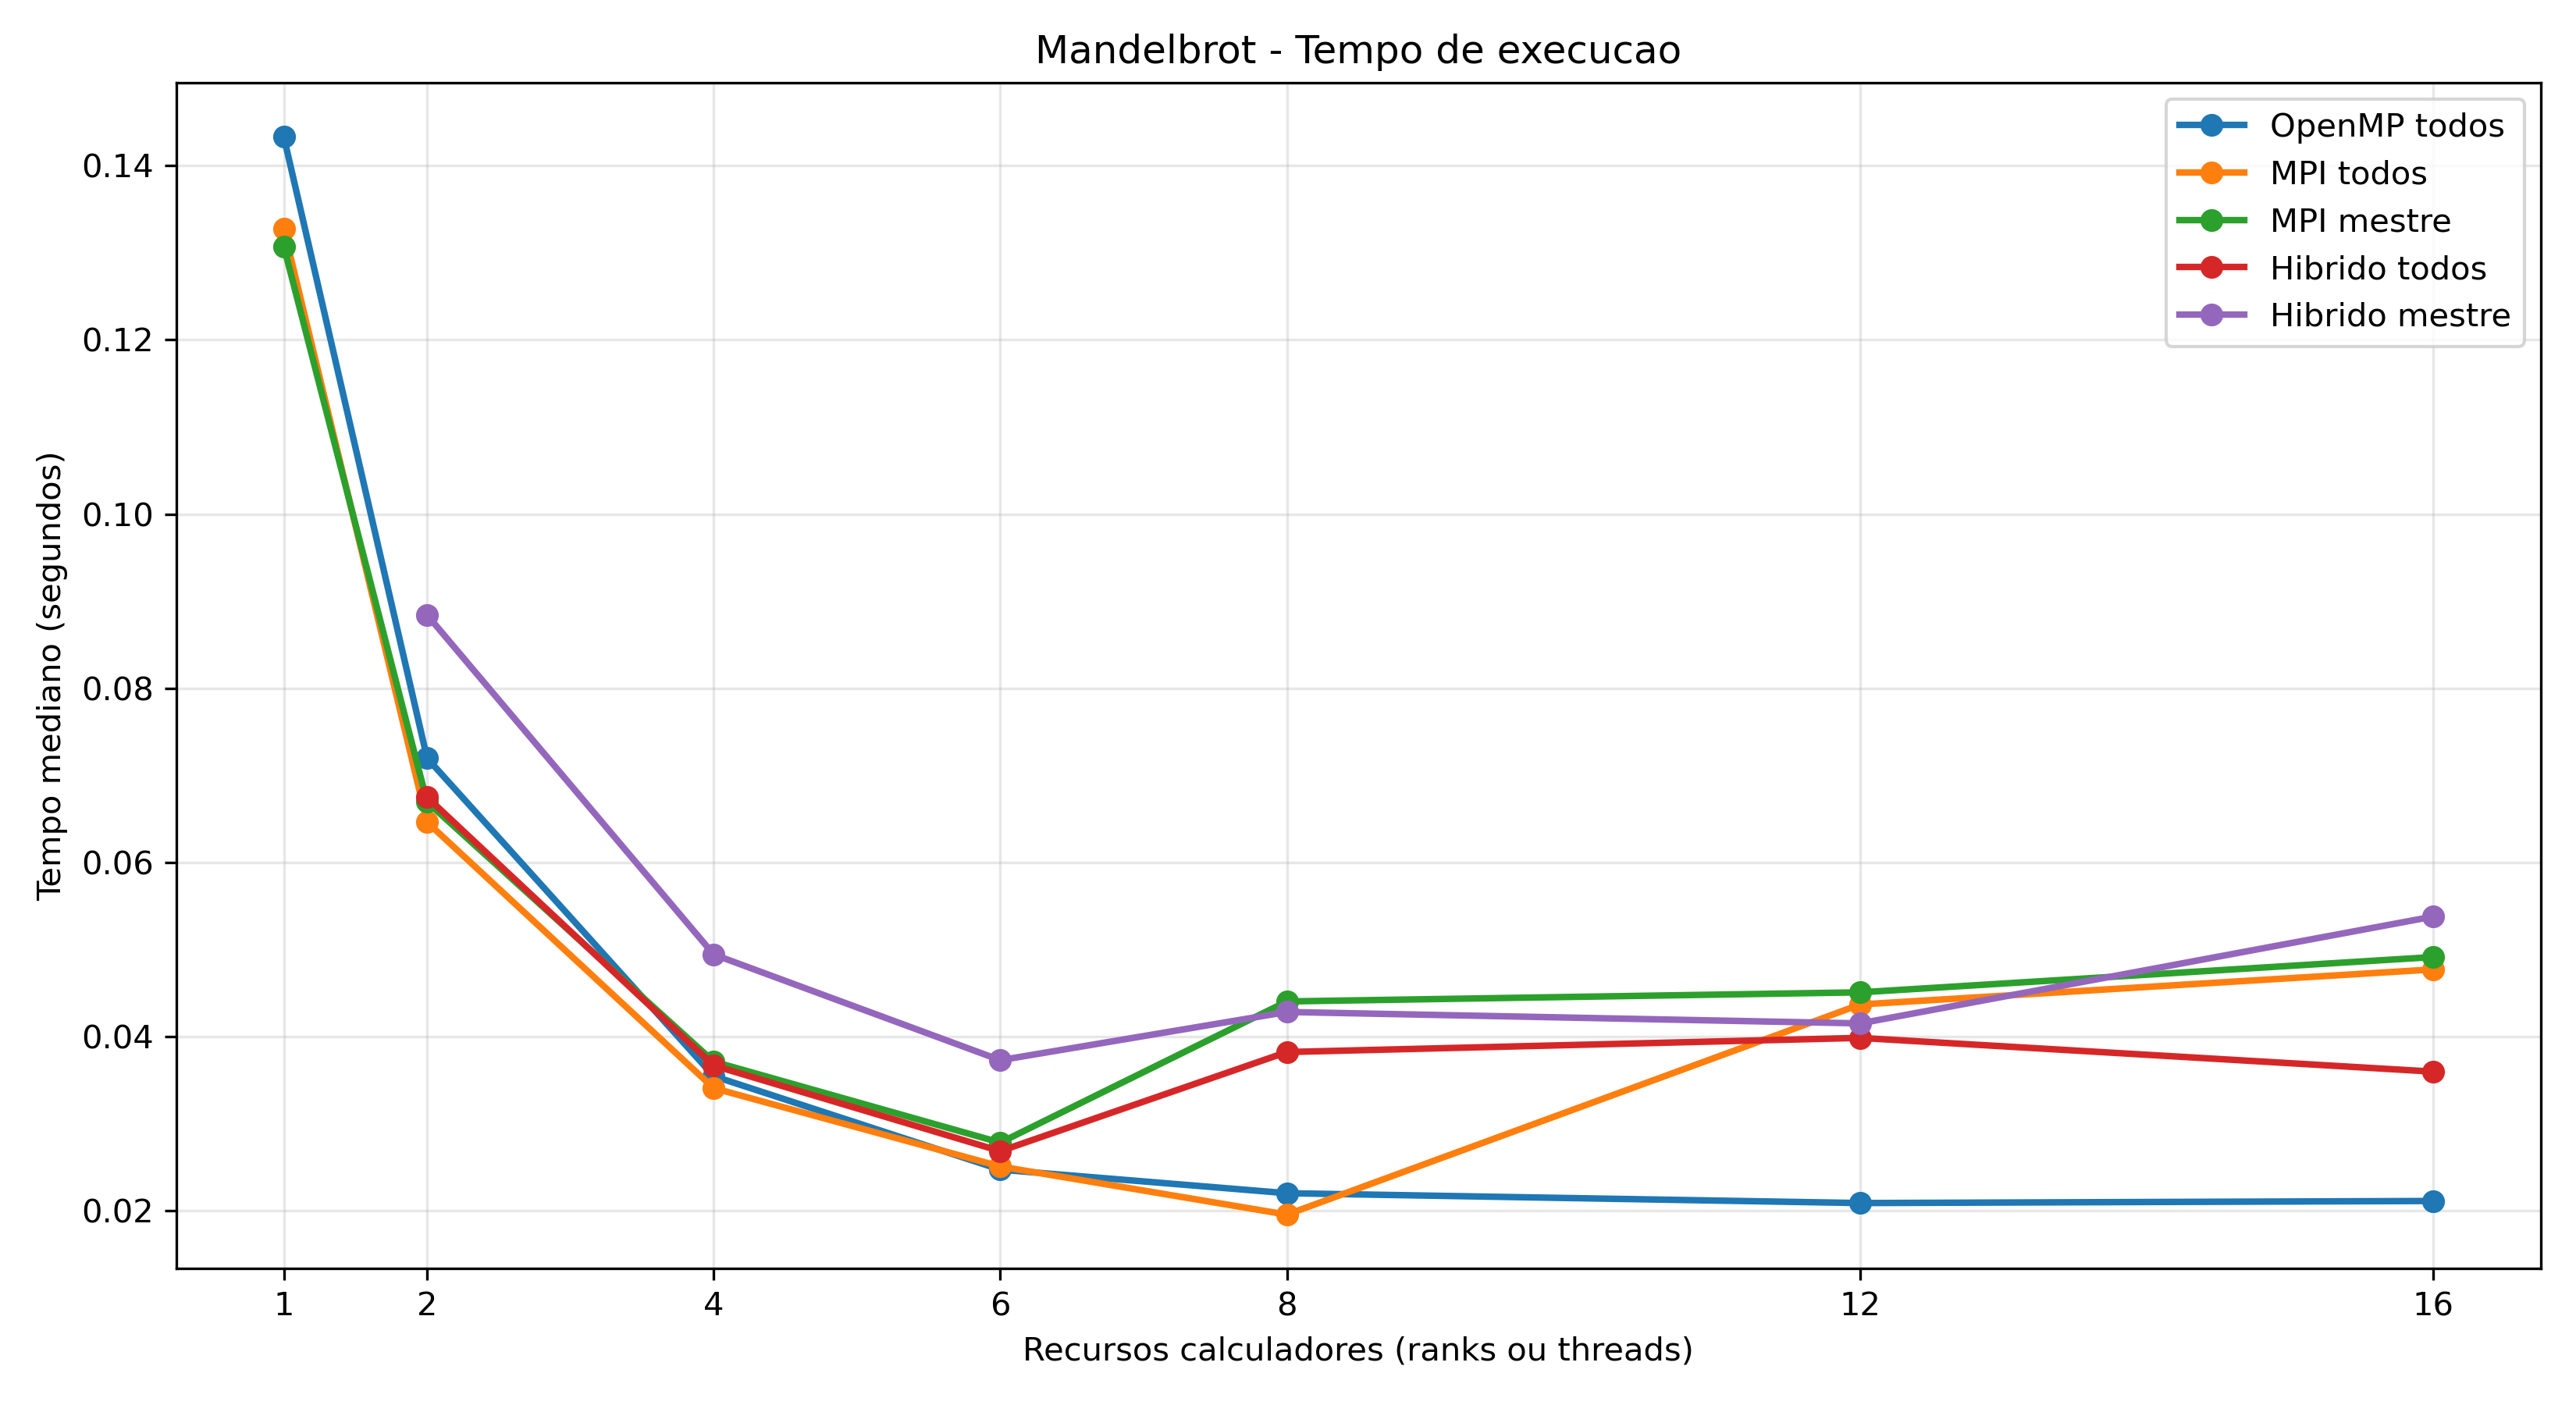 Mandelbrot - Tempo de execucao
OpenMP todos
MPI todos
MPI mestre
Hibrido todos
Hibrido mestre
Tempo mediano (segundos)
0.14
0.12
0.10
0.08
0.06
0.04
0.02
1 2 4 6 8 12 16
Recursos calculadores (ranks ou threads)